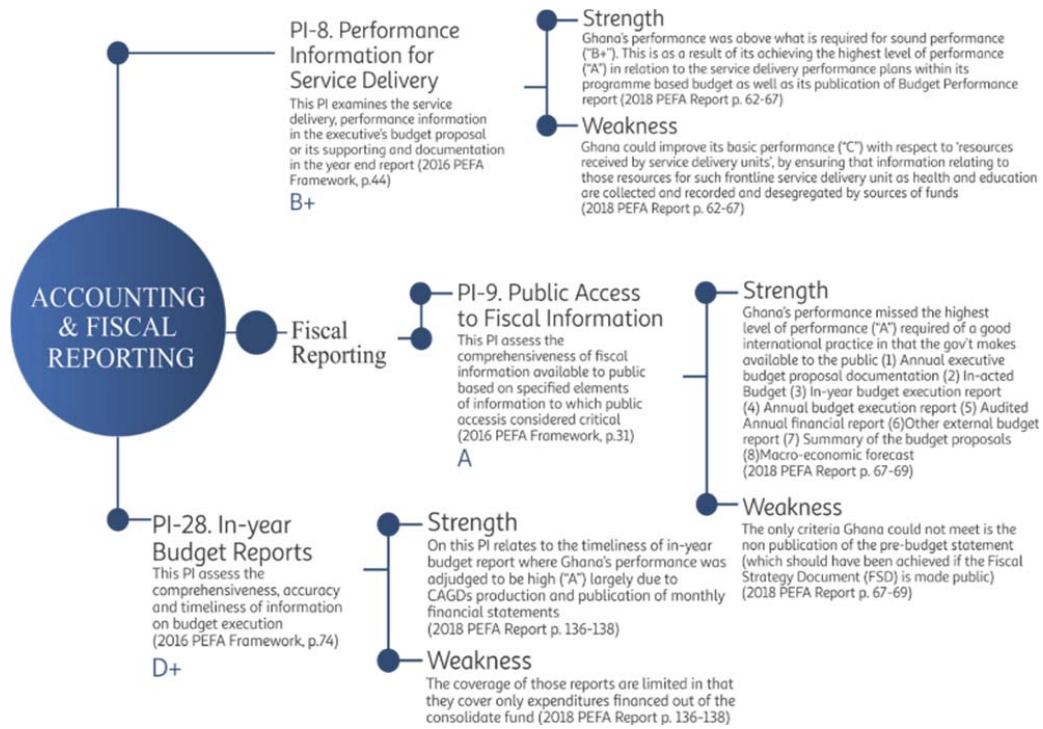 PI-8. Performance
Information for
Service Delivery
This PI examines the service
delivery, performance information
in the executive's budget proposal
or its supporting and documentation
in the year end report (2016 PEFA
Framework, p.44)
B+
Strength
Ghana's performance was above what is required for sound performance
("B+"). This is as a result of its achieving the highest level of performance
("A") in relation to the service delivery performance plans within its
programme based budget as well as its publication of Budget Performance
report (2018 PEFA Report p. 62-67)
Weakness
Ghana could improve its basic performance ("C") with respect to 'resources
received by service delivery units', by ensuring that information relating to
those resources for such frontline service delivery unit as health and education
are collected and recorded and desegregated by sources of funds
(2018 PEFA Report p. 62-67)
ACCOUNTING
& FISCAL
REPORTING
Fiscal
Reporting
PI-9. Public Access
to Fiscal Information
This PI assess the
comprehensiveness of fiscal
information available to public
based on specified elements
of information to which public
accessis considered critical
(2016 PEFA Framework, p.31)
A
Strength
Ghana's performance missed the highest
level of performance ("A") required of a good
international practice in that the gov't makes
available to the public (1) Annual executive
budget proposal documentation (2) In-acted
Budget (3) In-year budget execution report
(4) Annual budget execution report (5) Audited
Annual financial report (6)Other external budget
report (7) Summary of the budget proposals
(8)Macro-economic forecast
(2018 PEFA Report p. 67-69)
Weakness
The only criteria Ghana could not meet is the
non publication of the pre-budget statement
(which should have been achieved if the Fiscal
Strategy Document (FSD) is made public)
(2018 PEFA Report p. 67-69)
PI-28. In-year
Budget Reports
This PI assess the
comprehensiveness, accuracy
and timeliness of information
on budget execution
(2016 PEFA Framework, p.74)
D+
Strength
On this PI relates to the timeliness of in-year
budget report where Ghana's performance was
adjudged to be high ("A") largely due to
CAGDs production and publication of monthly
financial statements
(2018 PEFA Report p. 136-138)
Weakness
The coverage of those reports are limited in that
they cover only expenditures financed out of the
consolidate fund (2018 PEFA Report p. 136-138)